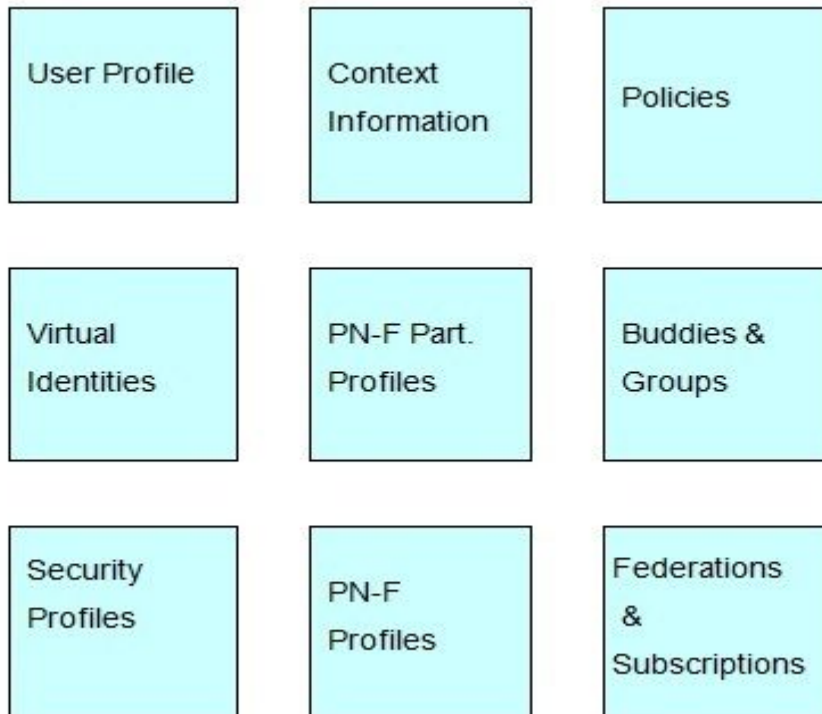 User Profile
Context
Information
Policies
Virtual
Identities
PN-F Part.
Profiles
Buddies &
Groups
Security
Profiles
PN-F
Profiles
Federations
&
Subscriptions